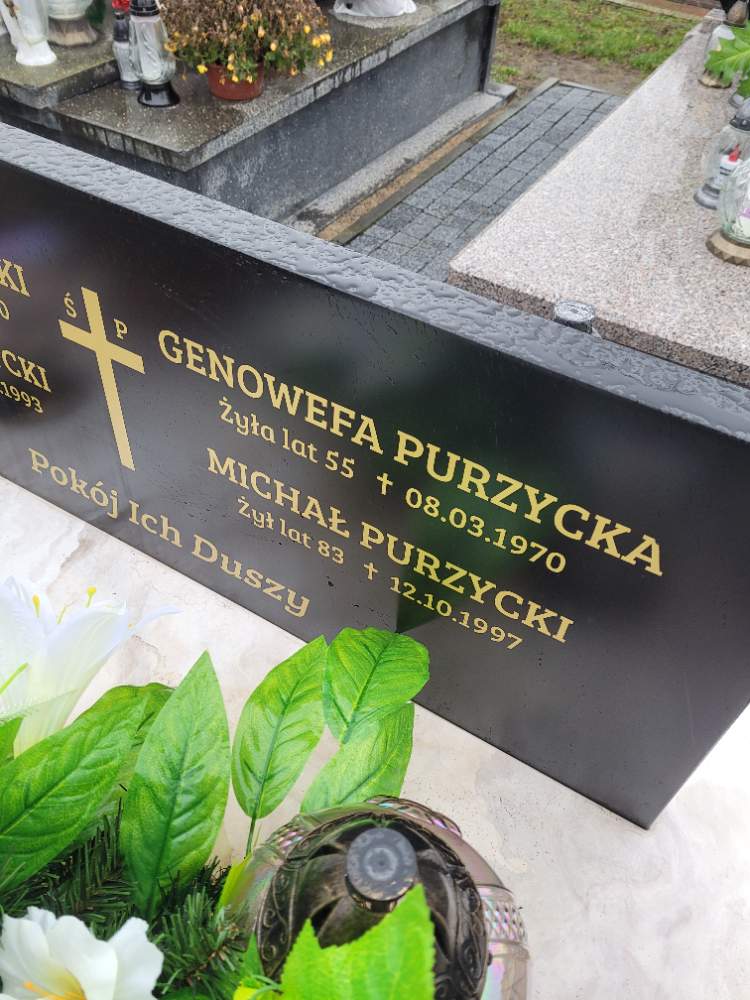 Ś P
GENOWEFA PURZYCKA
Żyła lat 55 † 08.03.1970
MICHAŁ PURZYCKI
Żył lat 83 † 12.10.1997
Pokój Ich Duszy